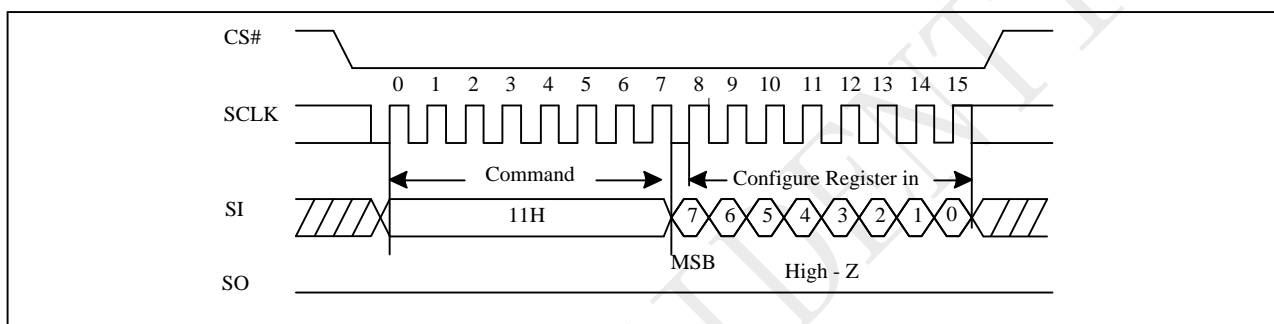 CS#
0 1 2 3 4 5 6 7 8 9 10 11 12 13 14 15
SCLK
Command Configure Register in
SI 11H 7 6 5 4 3 2 1 0
MSB High - Z
SO